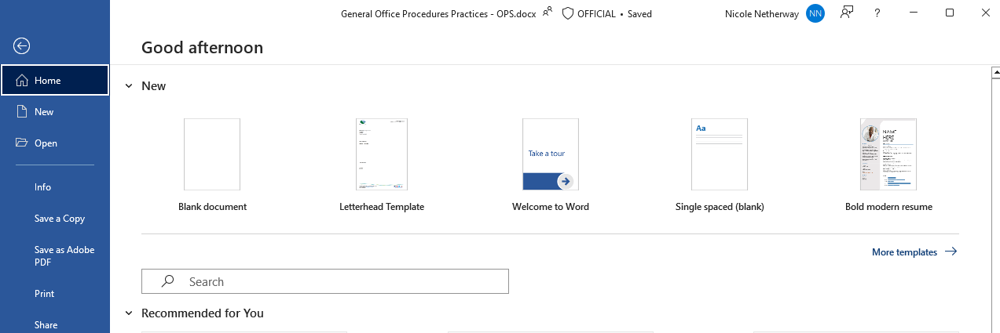 General Office Procedures Practices - OPS.docx OFFICIAL • Saved
Nicole Netherway NN ?
Good afternoon
Home
New
Open
Info
Save a Copy
Save as Adobe
PDF
Print
Share
New
Take a tour
Aa
NAME
HERE
Blank document
Letterhead Template
Welcome to Word
Single spaced (blank)
Bold modern resume
More templates
Search
Recommended for You